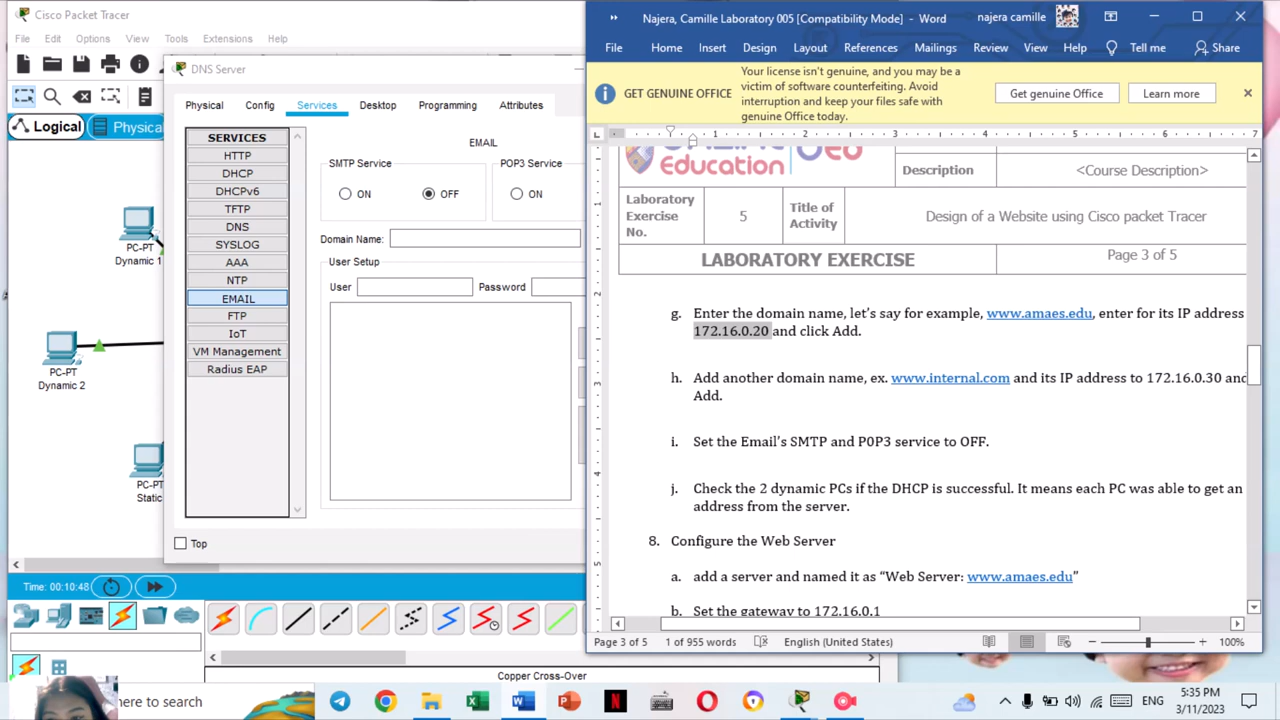 Cisco Packet Tracer
File Edit Options View Tools Extensions Help
Logical
Physical
PC-PT
Dynamic 1
PC-PT
Dynamic 2
PC-PT
Static
DNS Server
Physical Config Services Desktop Programming Attributes
SERVICES
HTTP
DHCP
DHCPv6
TFTP
DNS
SYSLOG
AAA
NTP
EMAIL
FTP
IoT
VM Management
Radius EAP
EMAIL
SMTP Service
POP3 Service
ON OFF ON
Domain Name:
User Setup
User Password
Top
Time: 00:10:48
Copper Cross-Over
Najera, Camille Laboratory 005 [Compatibility Mode] - Word
najera camille
File Home Insert Design Layout References Mailings Review View Help Tell me Share
GET GENUINE OFFICE
Your license isn't genuine, and you may be
victim of software counterfeiting. Avoid
interruption and keep your files safe with
genuine Office today.
Get genuine Office
Learn more
1 2 3 4 5 6 7
Education
Description <Course Description>
Laboratory
Exercise
No.
5
Title of
Activity
Design of a Website using Cisco packet Tracer
LABORATORY EXERCISE
Page 3 of 5
g. Enter the domain name, let's say for example, www.amaes.edu, enter for its IP address
172.16.0.20 and click Add.
h. Add another domain name, ex. www.internal.com and its IP address to 172.16.0.30 and
Add.
i. Set the Email's SMTP and P0P3 service to OFF.
j. Check the 2 dynamic PCs if the DHCP is successful. It means each PC was able to get an
address from the server.
8. Configure the Web Server
a. add a server and named it as “Web Server: www.amaes.edu”
b. Set the gateway to 172.16.0.1
Page 3 of 5 1 of 955 words English (United States) 100%
here to search
ENG
5:35 PM
3/11/2023